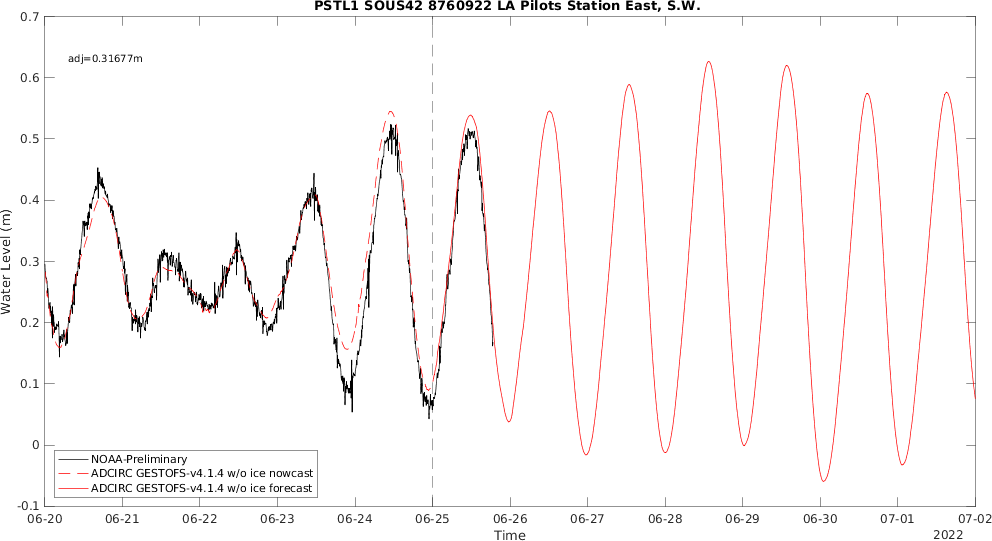 PSTL1 SOUS42 8760922 LA Pilots Station East, S.W.
adj=0.31677m
Water Level (m)
0.7
0.6
0.5
0.4
0.3
0.2
0.1
0
-0.1
NOAA-Preliminary
ADCIRC GESTOFS-v4.1.4 w/o ice nowcast
ADCIRC GESTOFS-v4.1.4 w/o ice forecast
06-20 06-21 06-22 06-23 06-24 06-25 06-26 06-27 06-28 06-29 06-30 07-01 07-02
Time
2022